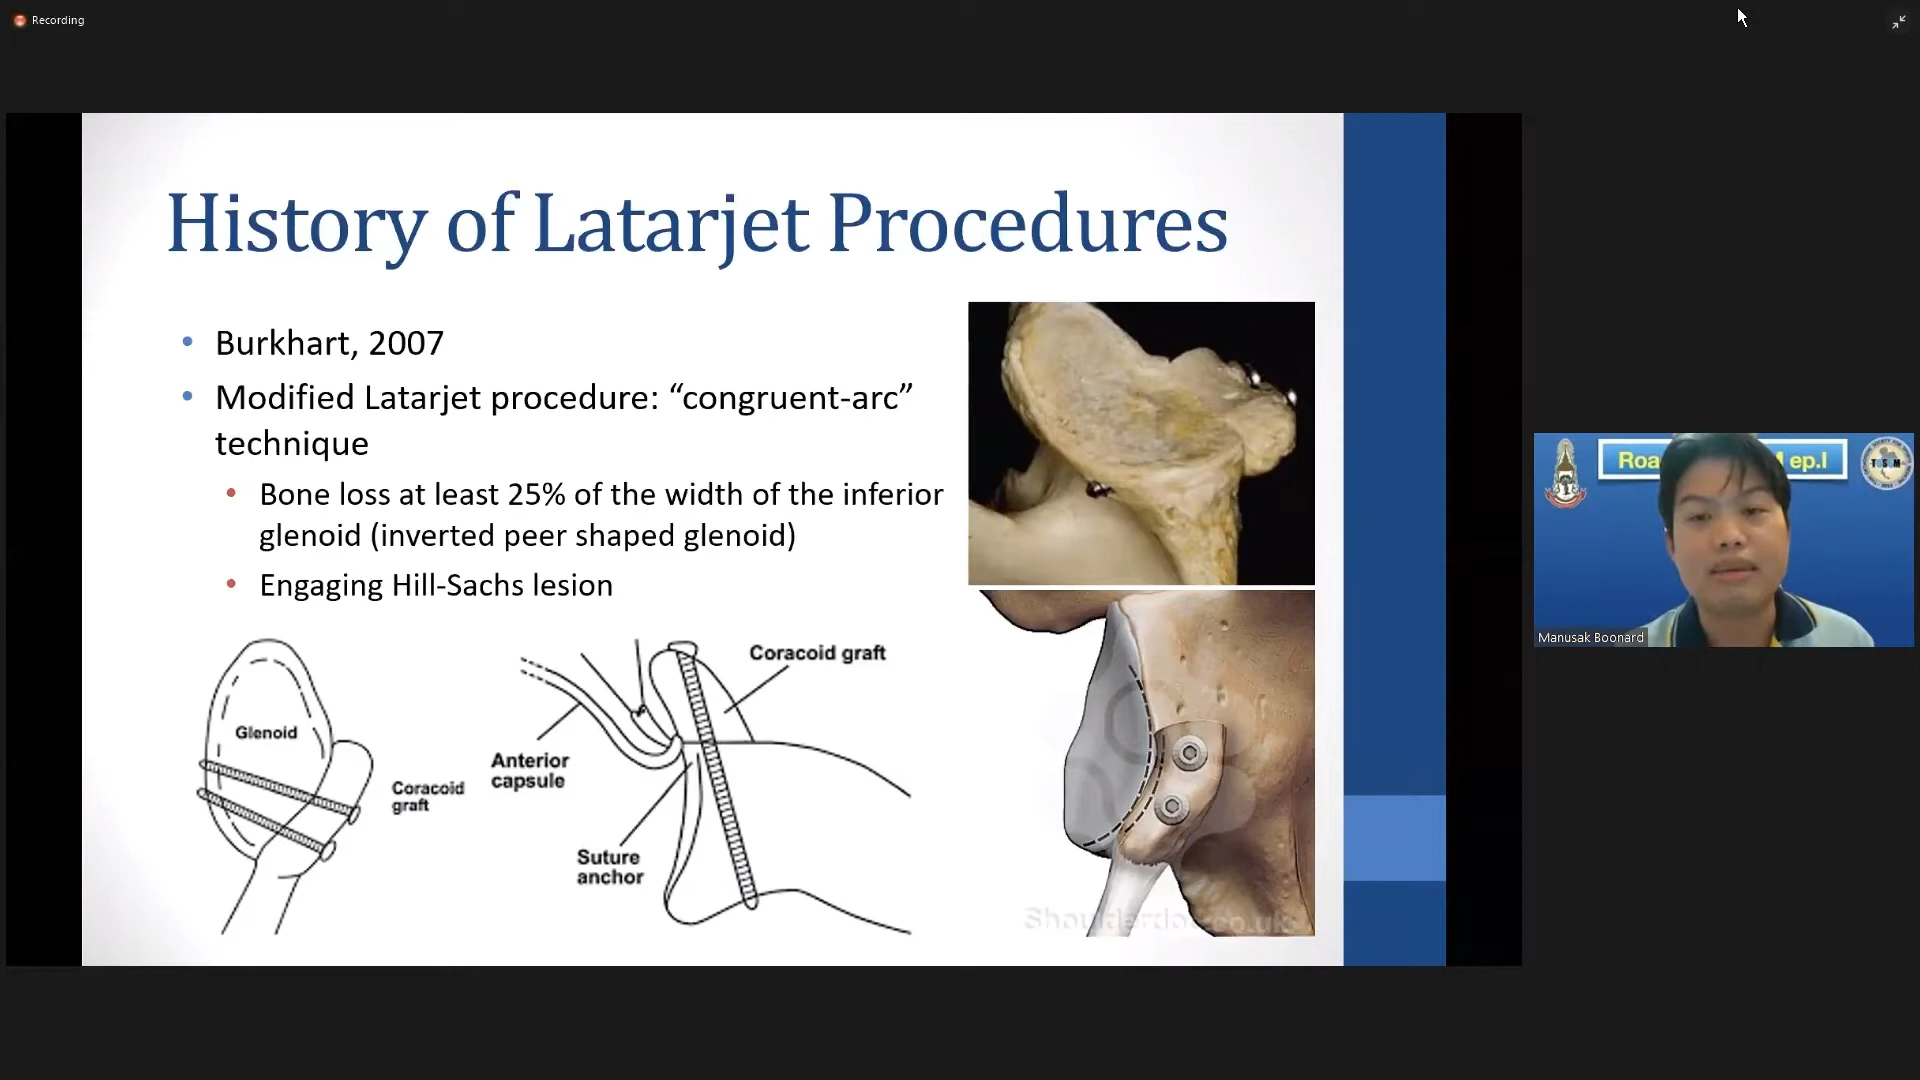 Recording
History of Latarjet Procedures
• Burkhart, 2007
• Modified Latarjet procedure: “congruent-arc”
technique
• Bone loss at least 25% of the width of the inferior
glenoid (inverted peer shaped glenoid)
• Engaging Hill-Sachs lesion
Glenoid
Coracoid
graft
Coracoid graft
Anterior
capsule
Suture
anchor
ep.I
Manusak Boonard